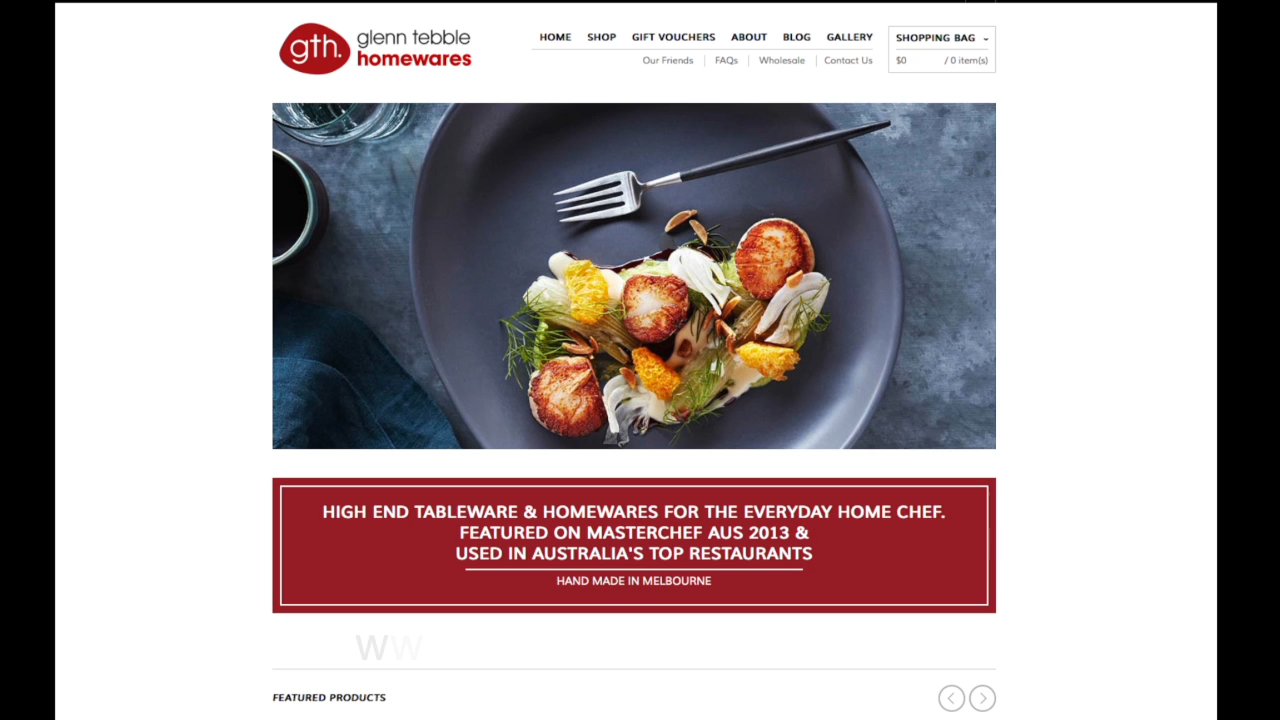 gth. glenn tebble
homewares
HOME SHOP GIFT VOUCHERS ABOUT BLOG GALLERY
Our Friends FAQs Wholesale Contact Us
SHOPPING BAG
$0 / 0 item(s)
HIGH END TABLEWARE & HOMEWARES FOR THE EVERYDAY HOME CHEF.
FEATURED ON MASTERCHEF AUS 2013 &
USED IN AUSTRALIA'S TOP RESTAURANTS
HAND MADE IN MELBOURNE
WW
FEATURED PRODUCTS